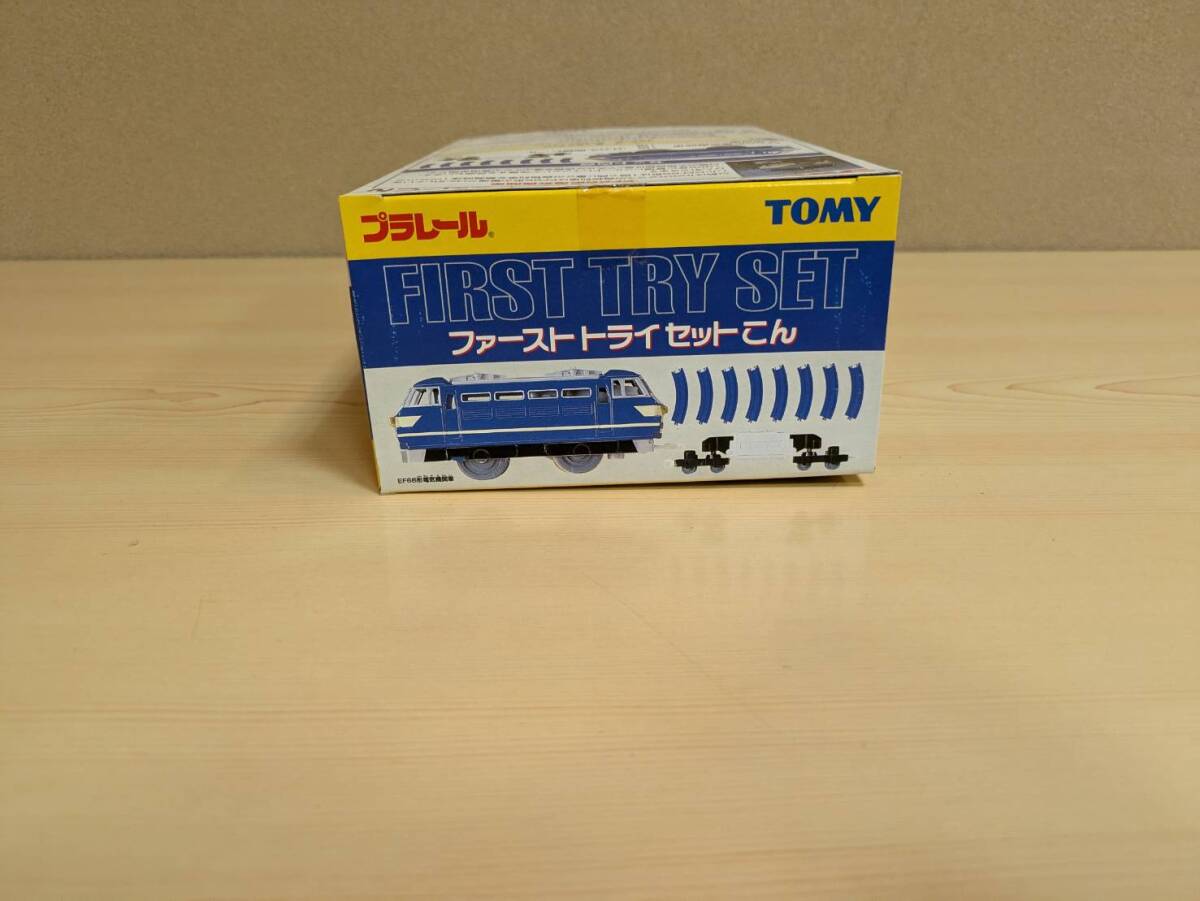 プラレール®
TOMY
FIRST TRY SET
ファースト トライ セット こん
EF66形電気機関車